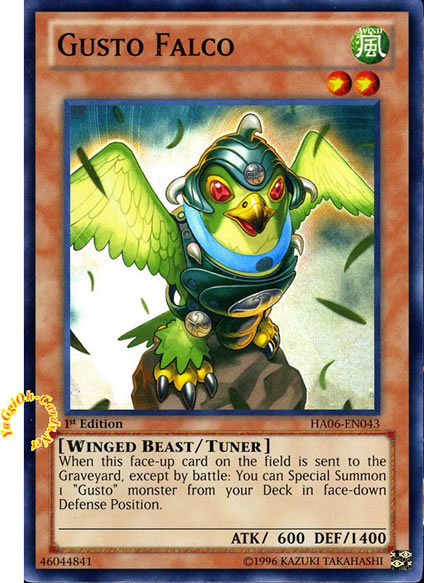 GUSTO FALCO
WIND
風
1st Edition
HA06-EN043
[WINGED BEAST/TUNER]
When this face-up card on the field is sent to the
Graveyard, except by battle: You can Special Summon
1 "Gusto" monster from your Deck in face-down
Defense Position.
ATK/ 600 DEF/1400
46044841
©1996 KAZUKI TAKAHASHI
YuGgiOh-Cards.Net